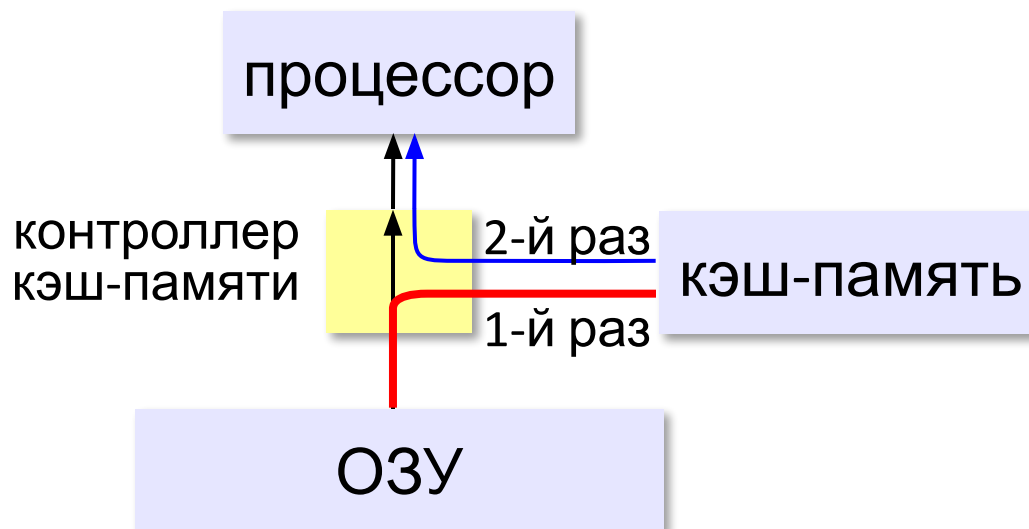 процессор
контроллер
кэш-памяти
2-й раз
кэш-память
1-й раз
ОЗУ